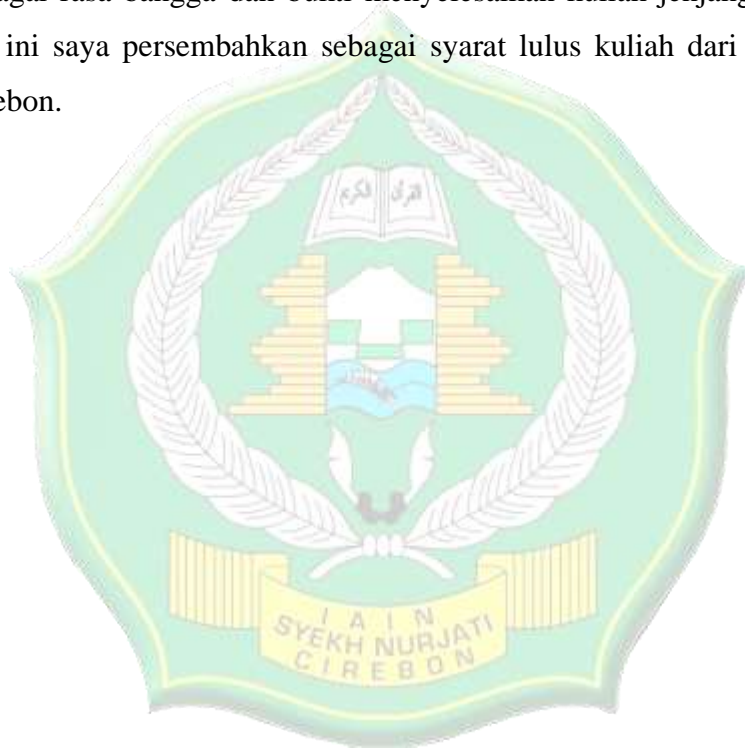 rasa bangga dan bukti menyelesaikan kuliah jenjang
ini saya persembahkan sebagai syarat lulus kuliah dari
ebon.
القرآن الكريم
I A I N
SYEKH NURJATI
CIREBON